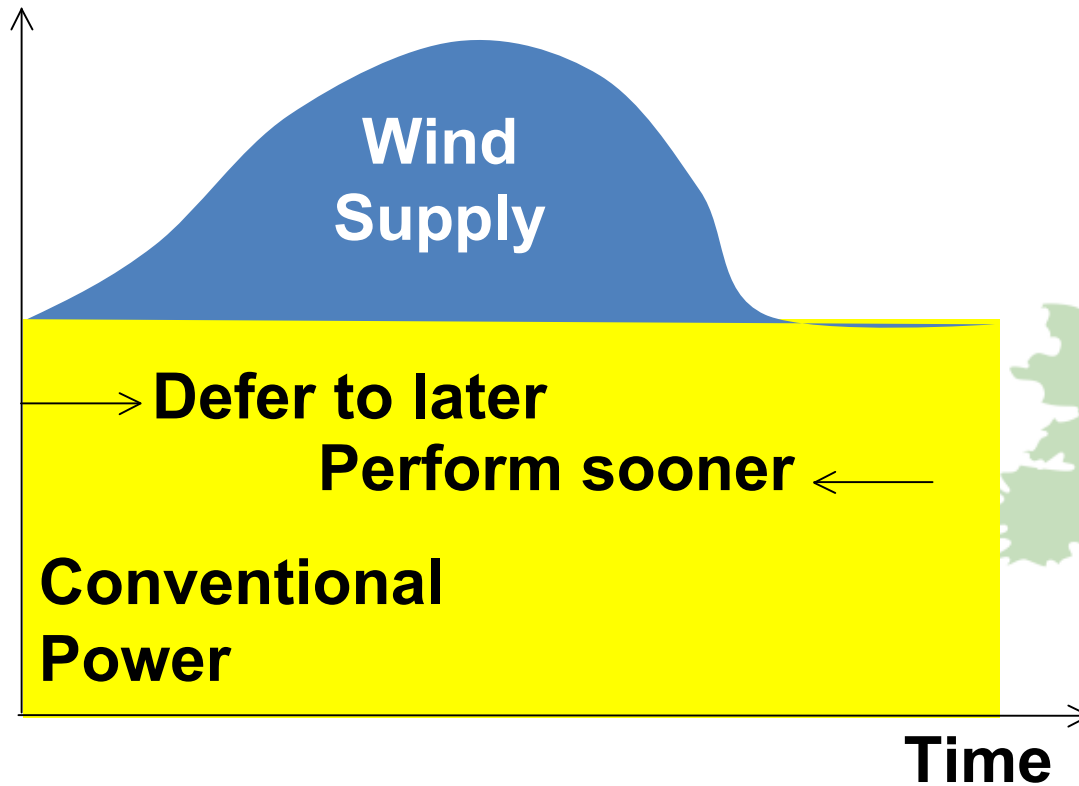 Wind
Supply
Defer to later
Perform sooner
Conventional
Power
Time